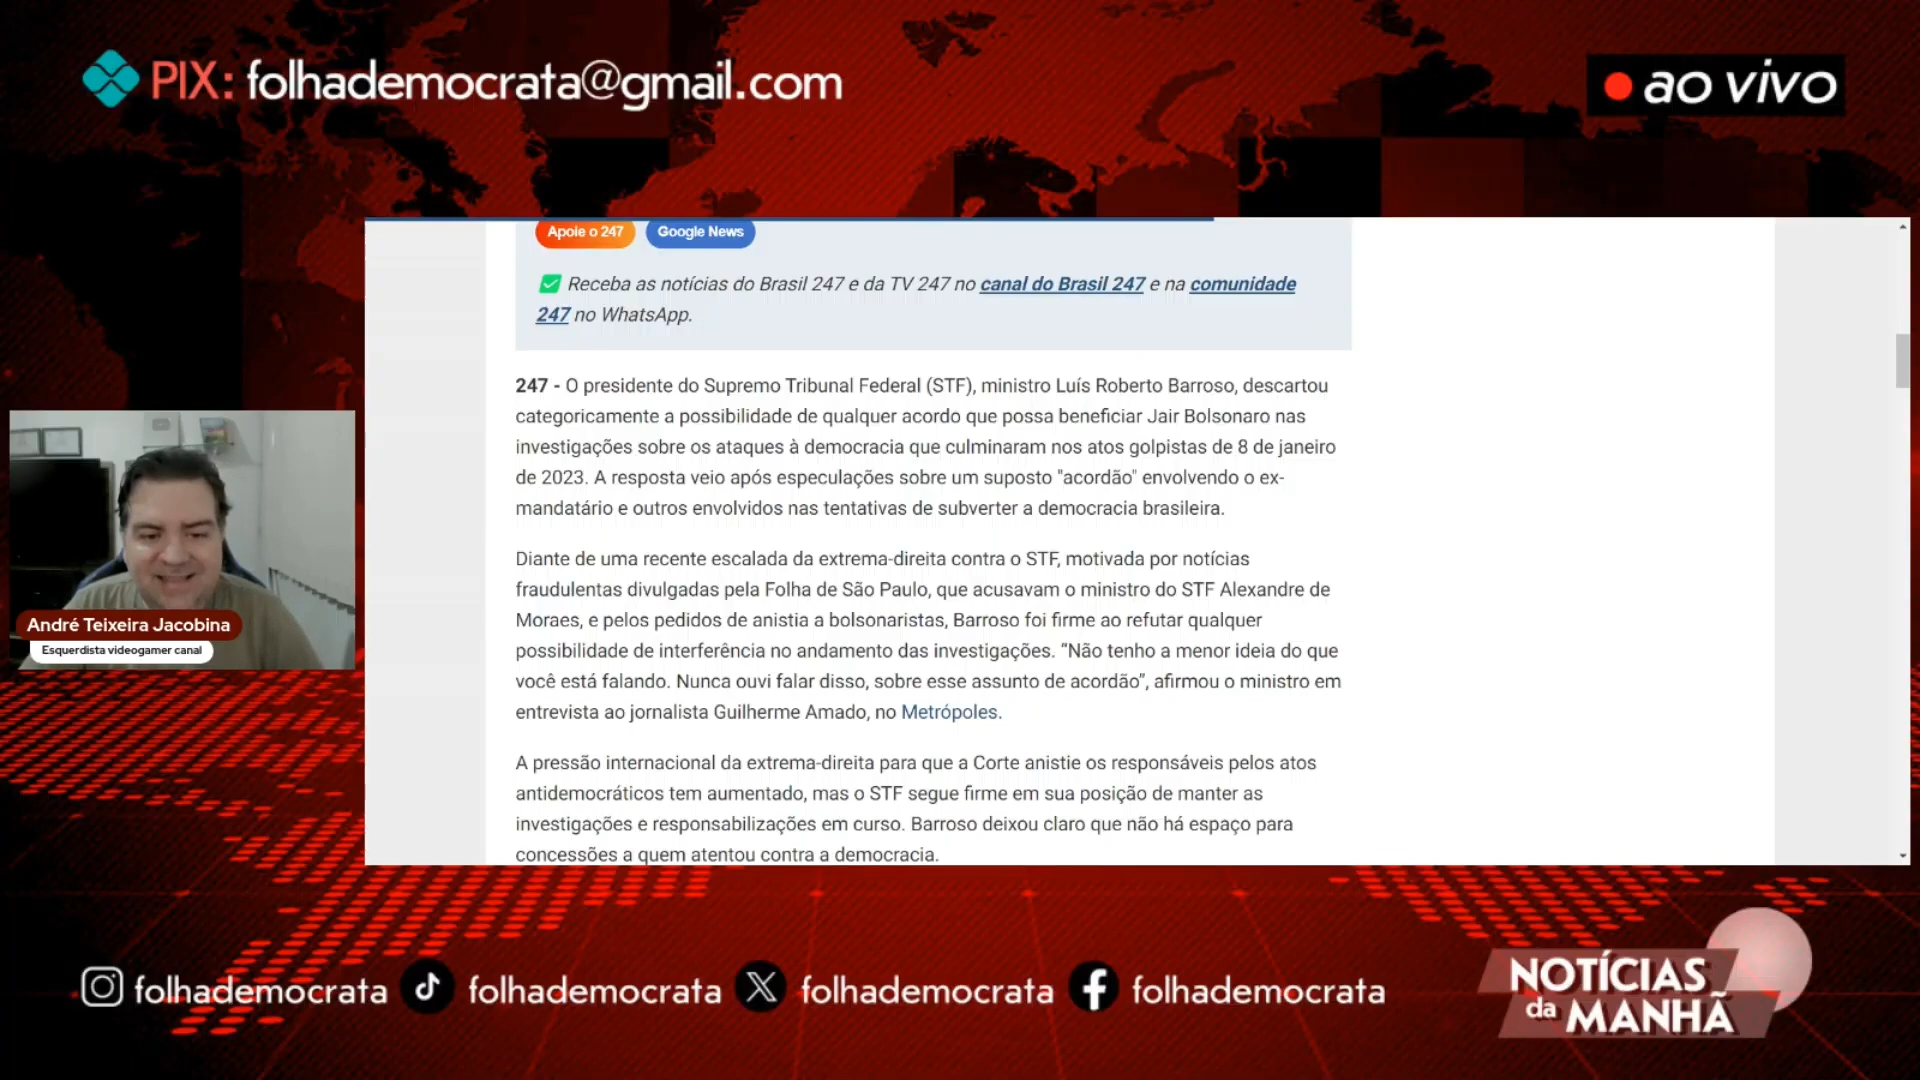 PIX: folhademocrata@gmail.com
ao vivo
Apoie o 247 Google News
Receba as notícias do Brasil 247 e da TV 247 no canal do Brasil 247 e na comunidade
247 no WhatsApp.
247 - O presidente do Supremo Tribunal Federal (STF), ministro Luís Roberto Barroso, descartou
categoricamente a possibilidade de qualquer acordo que possa beneficiar Jair Bolsonaro nas
investigações sobre os ataques à democracia que culminaram nos atos golpistas de 8 de janeiro
de 2023. A resposta veio após especulações sobre um suposto "acordão" envolvendo o ex-
mandatário e outros envolvidos nas tentativas de subverter a democracia brasileira.
Diante de uma recente escalada da extrema-direita contra o STF, motivada por notícias
fraudulentas divulgadas pela Folha de São Paulo, que acusavam o ministro do STF Alexandre de
Moraes, e pelos pedidos de anistia a bolsonaristas, Barroso foi firme ao refutar qualquer
possibilidade de interferência no andamento das investigações. “Não tenho a menor ideia do que
você está falando. Nunca ouvi falar disso, sobre esse assunto de acordão”, afirmou o ministro em
entrevista ao jornalista Guilherme Amado, no Metrópoles.
A pressão internacional da extrema-direita para que a Corte anistie os responsáveis pelos atos
antidemocráticos tem aumentado, mas o STF segue firme em sua posição de manter as
investigações e responsabilizações em curso. Barroso deixou claro que não há espaço para
concessões a quem atentou contra a democracia.
André Teixeira Jacobina
Esquerdista videogamer canal
folhademocrata folhademocrata folhademocrata folhademocrata
NOTÍCIAS
da MANHÃ